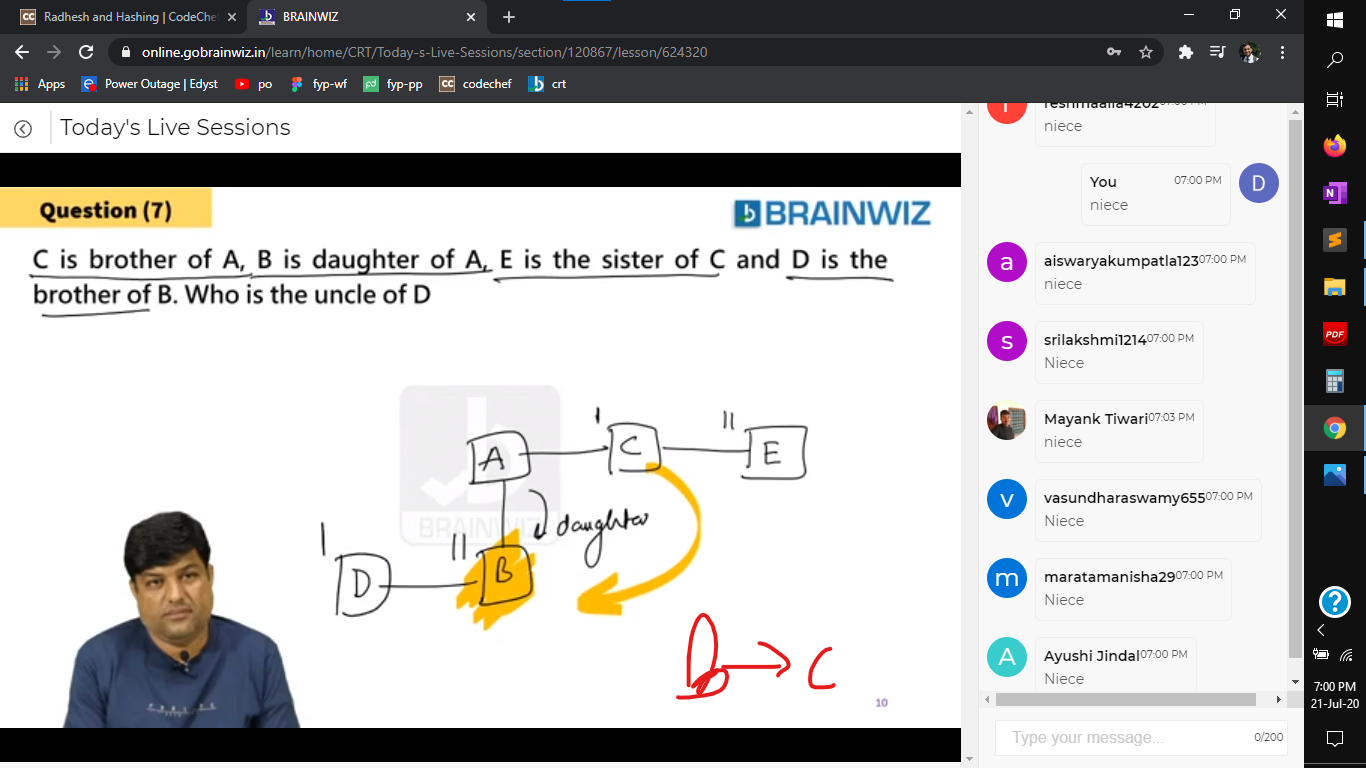 Radhesh and Hashing | CodeChe
BRAINWIZ
online.gobrainwiz.in/learn/home/CRT/Today-s-Live-Sessions/section/120867/lesson/624320
Apps
Power Outage | Edyst
po
fyp-wf
fyp-pp
codechef
crt
Today's Live Sessions
Question (7)
BRAINWIZ
C is brother of A, B is daughter of A, E is the sister of C and D is the
brother of B. Who is the uncle of D
A
C
E
daughter
D
B
BRAINWIZ
C
10
07:00 PM
niece
You 07:00 PM
niece
D
a
aiswaryakumpatla123 07:00 PM
niece
s
srilakshmi1214 07:00 PM
Niece
Mayank Tiwari 07:03 PM
niece
v
vasundharaswamy655 07:00 PM
Niece
m
maratamanisha29 07:00 PM
Niece
A
Ayushi Jindal 07:00 PM
Niece
Type your message... 0/200
PDF
7:00 PM
21-Jul-20